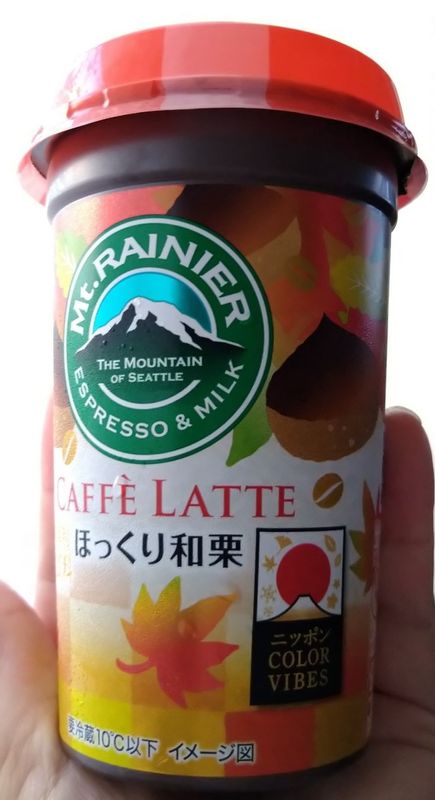 Mt. RAINIER
THE MOUNTAIN
OF SEATTLE
ESPRESSO & MILK
CAFFÈ LATTE
ほっくり和栗
ニッポン
COLOR
VIBES
要冷蔵10℃以下 イメージ図